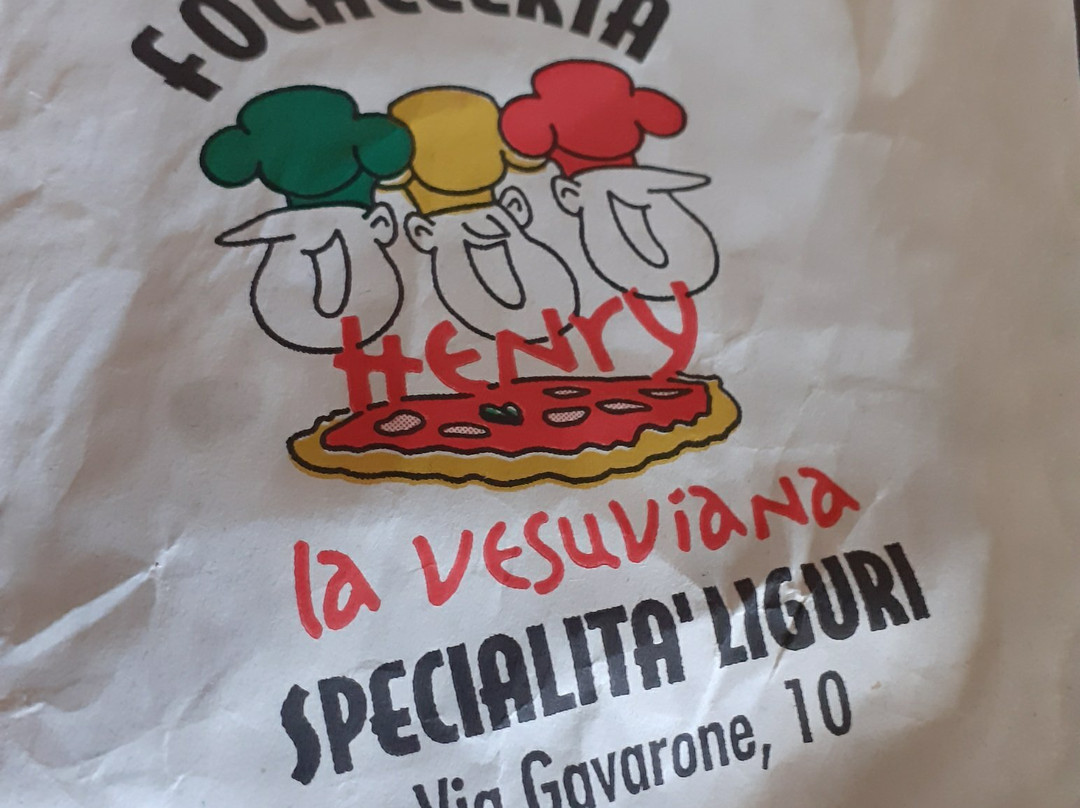 FOCACCERIA
HENRY
la VESUViaNa
SPECIALITA' LIGURI
Via Gavarone, 10